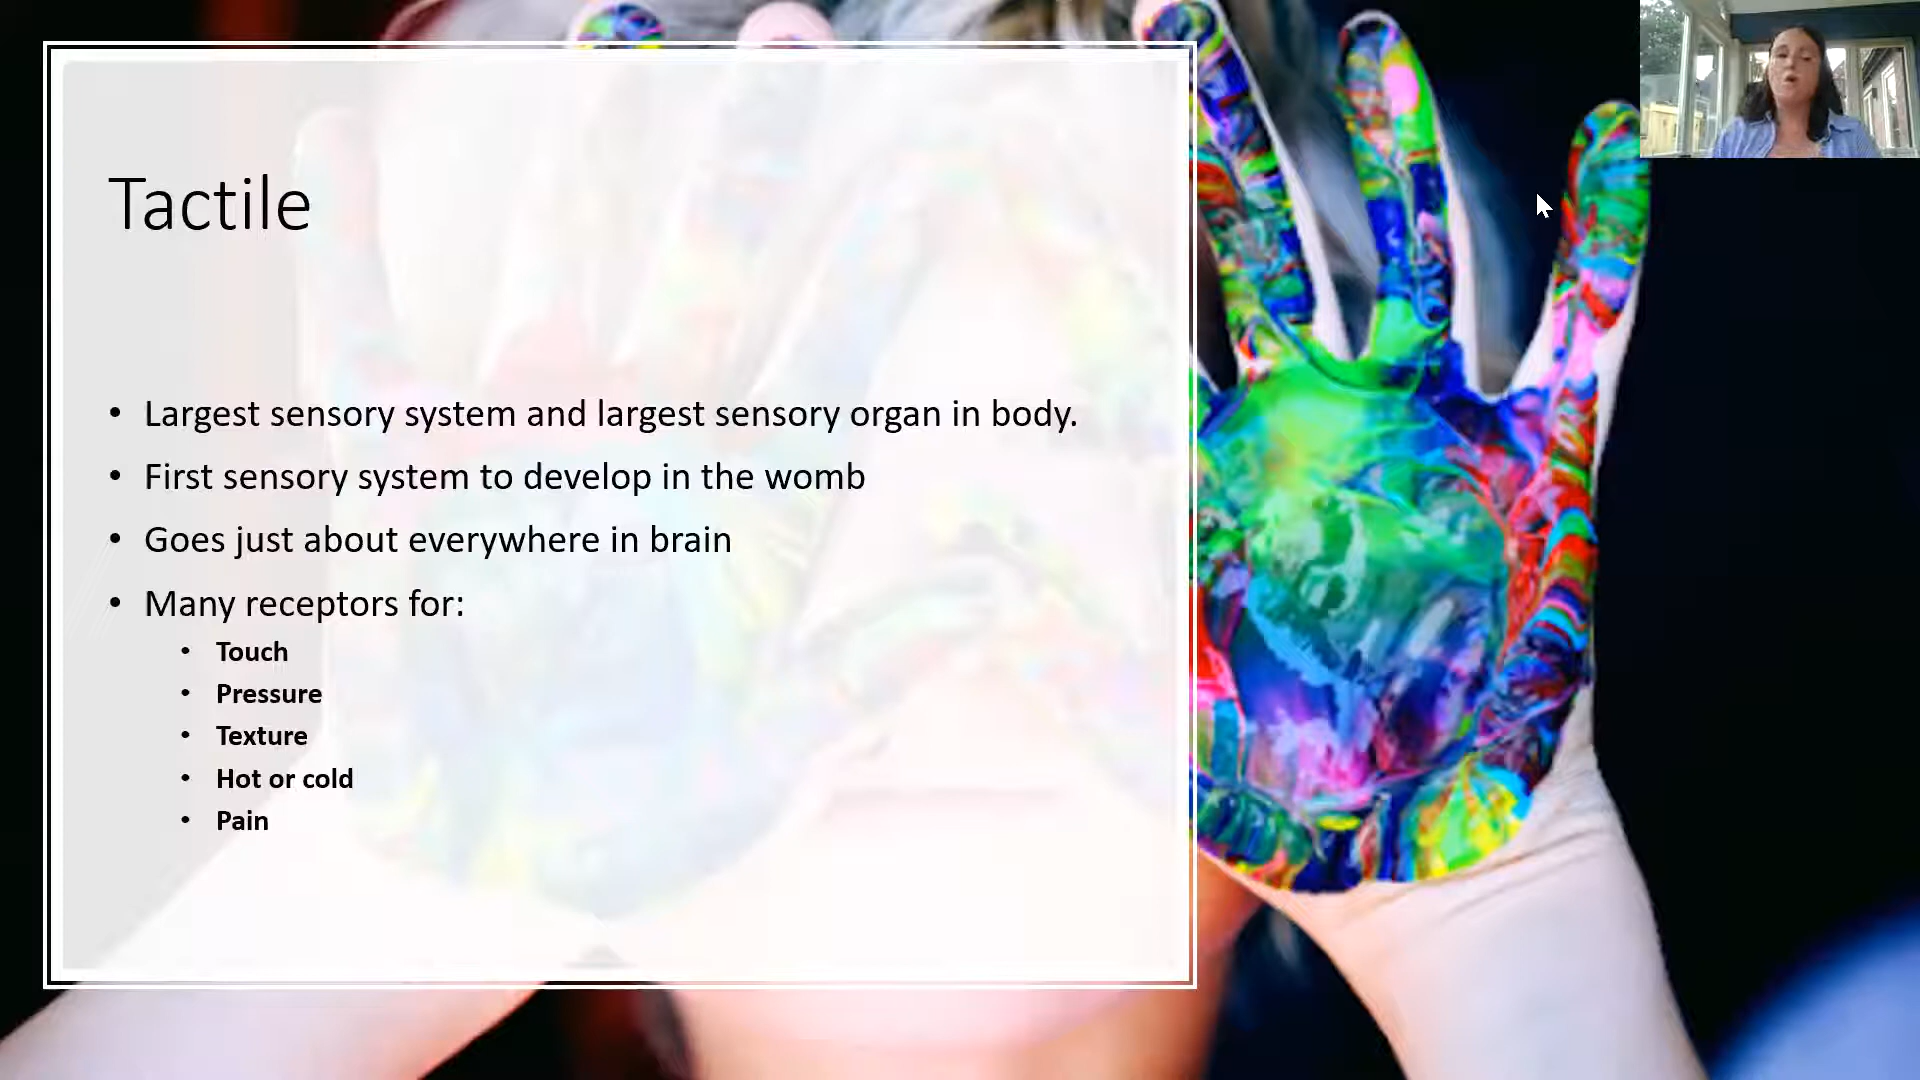 Tactile
• Largest sensory system and largest sensory organ in body.
• First sensory system to develop in the womb
• Goes just about everywhere in brain
• Many receptors for:
• Touch
• Pressure
• Texture
• Hot or cold
• Pain